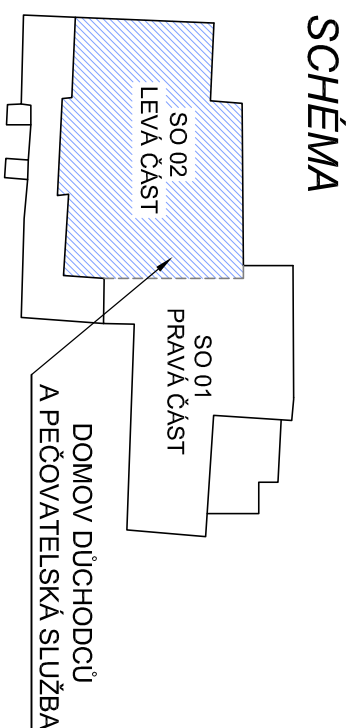 SCHÉMA
SO 02
LEVÁ ČÁST
SO 01
PRAVÁ ČÁST
DOMOV DŮCHODCŮ
A PEČOVATELSKÁ SLUŽBA